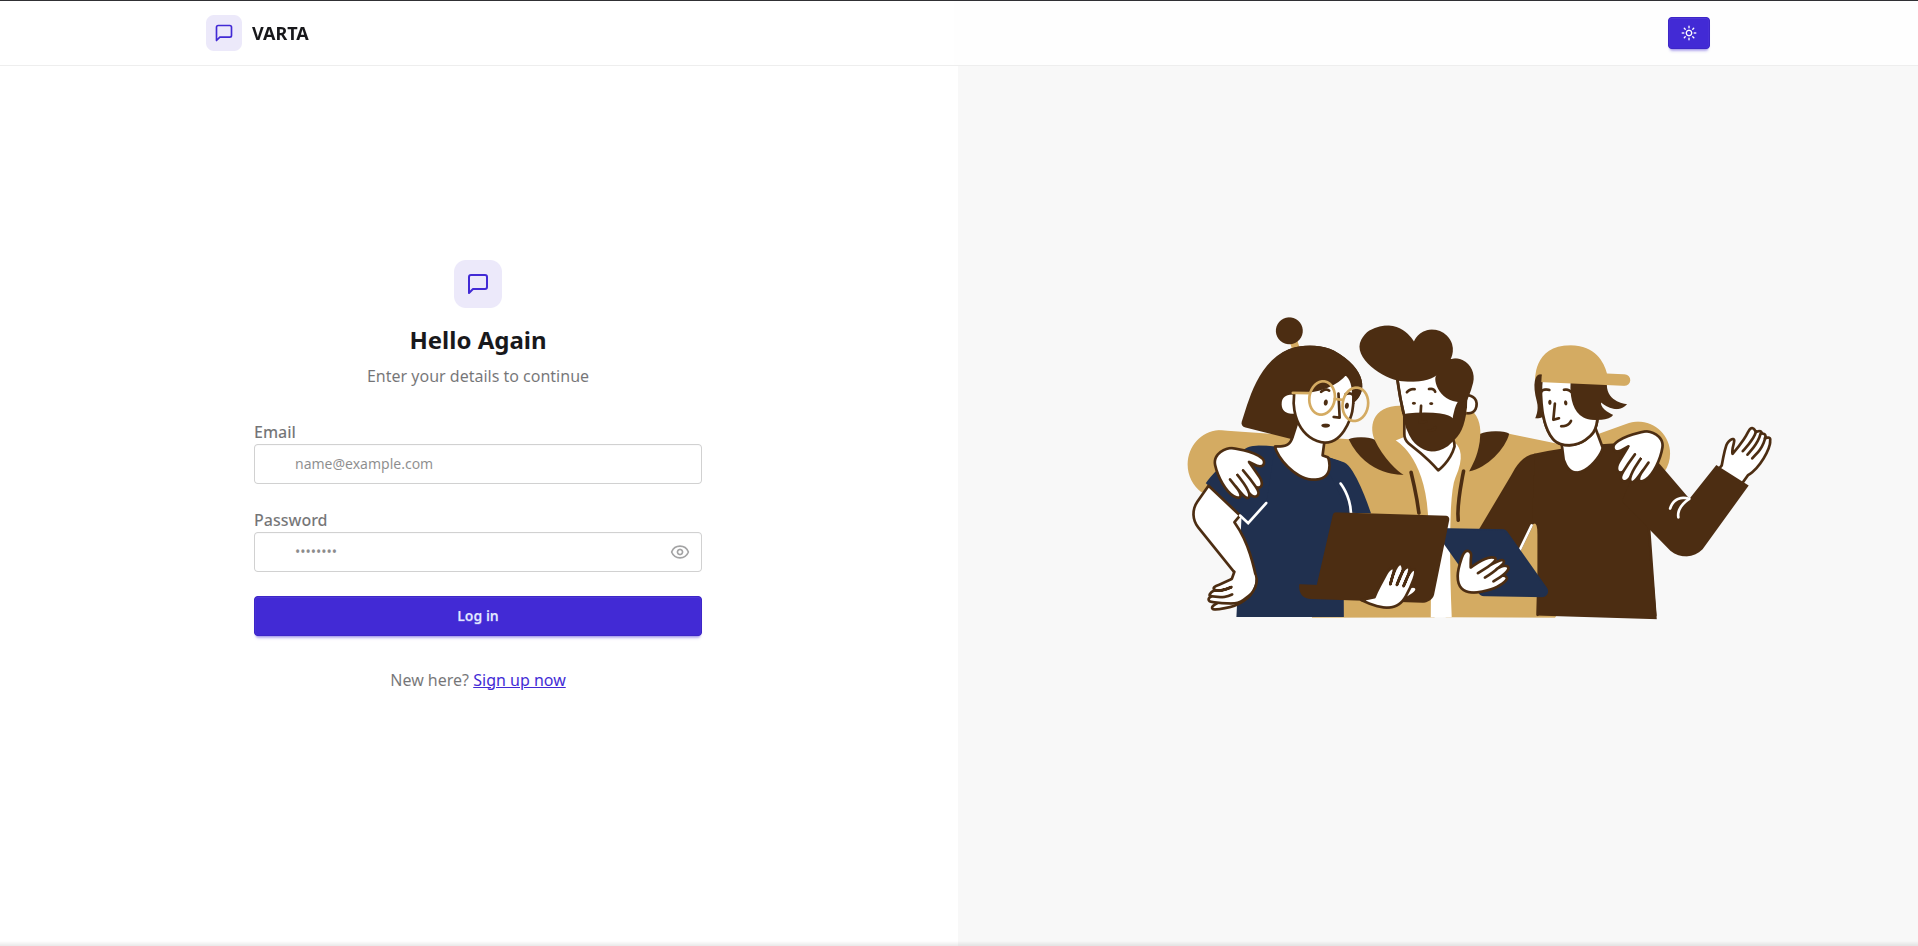 VARTA
Hello Again
Enter your details to continue
Email
name@example.com
Password
••••••••
Log in
New here? Sign up now